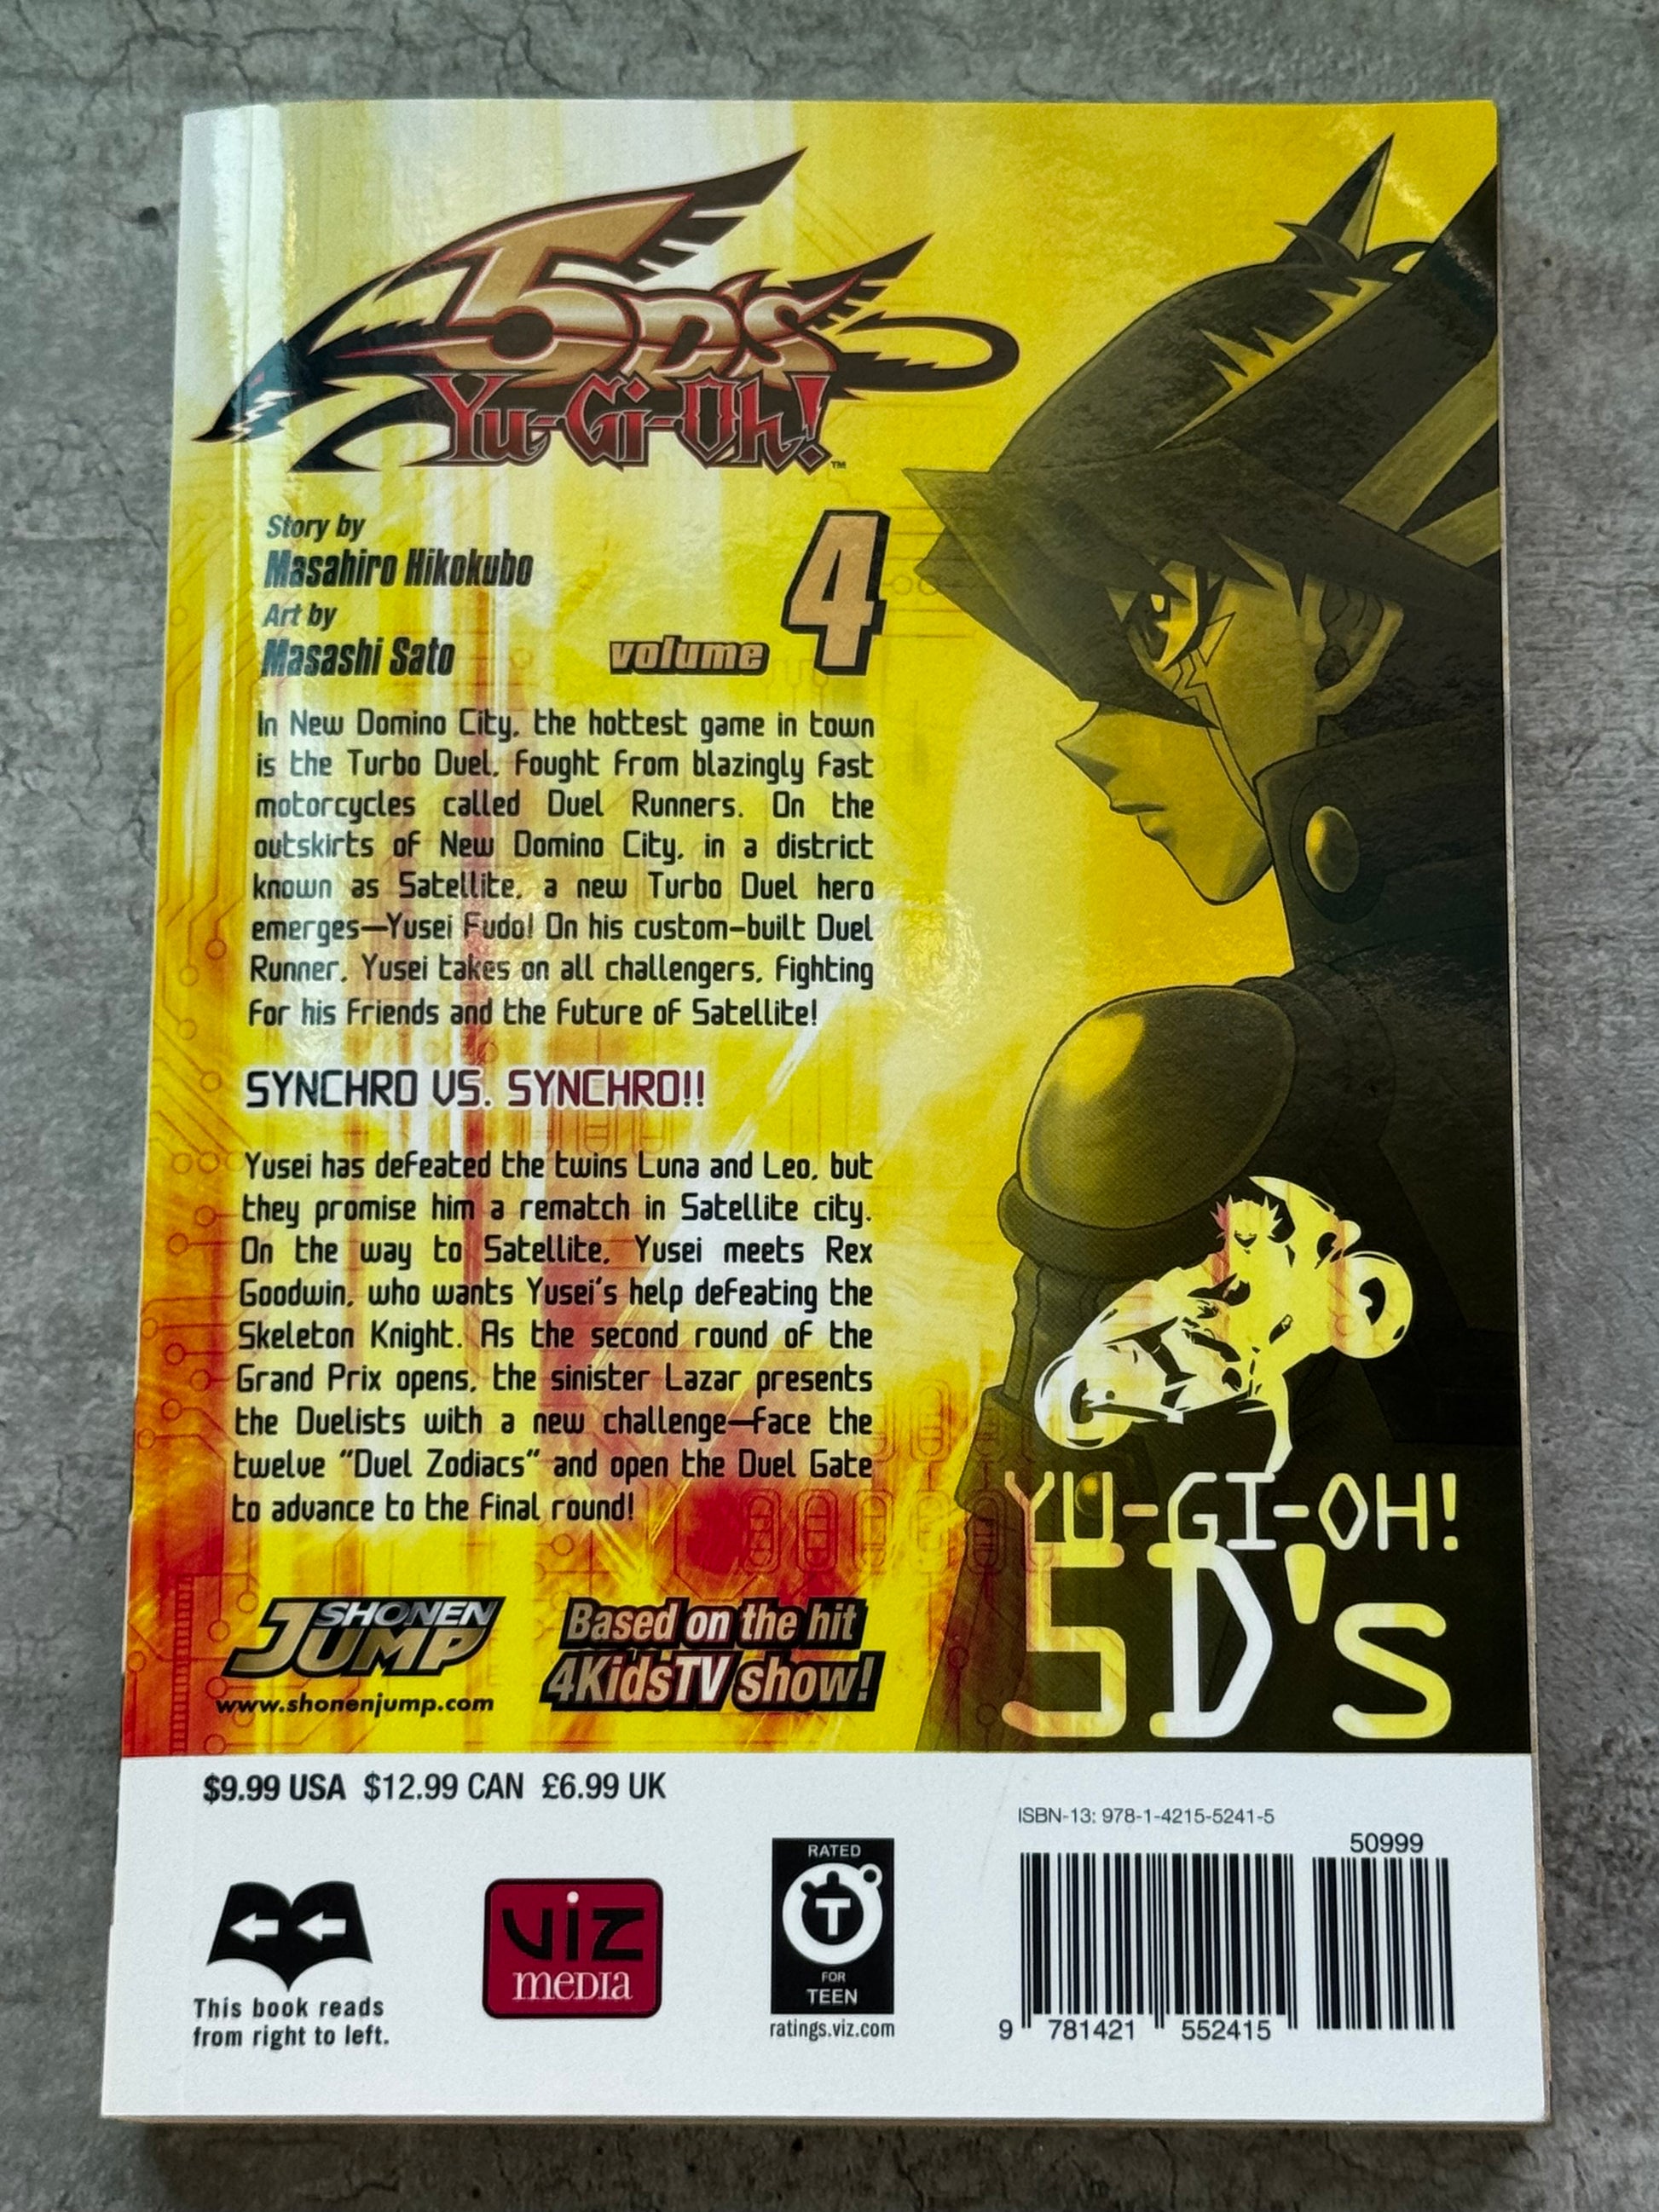 5D's
Yu-Gi-Oh!™
Story by
Masahiro Hikokubo
Art by
Masashi Sato
volume 4
In New Domino City, the hottest game in town
is the Turbo Duel, fought from blazingly fast
motorcycles called Duel Runners. On the
outskirts of New Domino City, in a district
known as Satellite, a new Turbo Duel hero
emerges—Yusei Fudo! On his custom-built Duel
Runner, Yusei takes on all challengers, fighting
for his friends and the future of Satellite!
SYNCHRO VS. SYNCHRO!!
Yusei has defeated the twins Luna and Leo, but
they promise him a rematch in Satellite city.
On the way to Satellite, Yusei meets Rex
Goodwin, who wants Yusei's help defeating the
Skeleton Knight. As the second round of the
Grand Prix opens, the sinister Lazar presents
the Duelists with a new challenge—face the
twelve "Duel Zodiacs" and open the Duel Gate
to advance to the final round!
YU-GI-OH!
5D's
SHONEN
JUMP
www.shonenjump.com
Based on the hit
4KidsTV show!
$9.99 USA $12.99 CAN £6.99 UK
This book reads
from right to left.
VIZ
MEDIA
RATED
T
FOR
TEEN
ratings.viz.com
ISBN-13: 978-1-4215-5241-5
50999
9 781421 552415